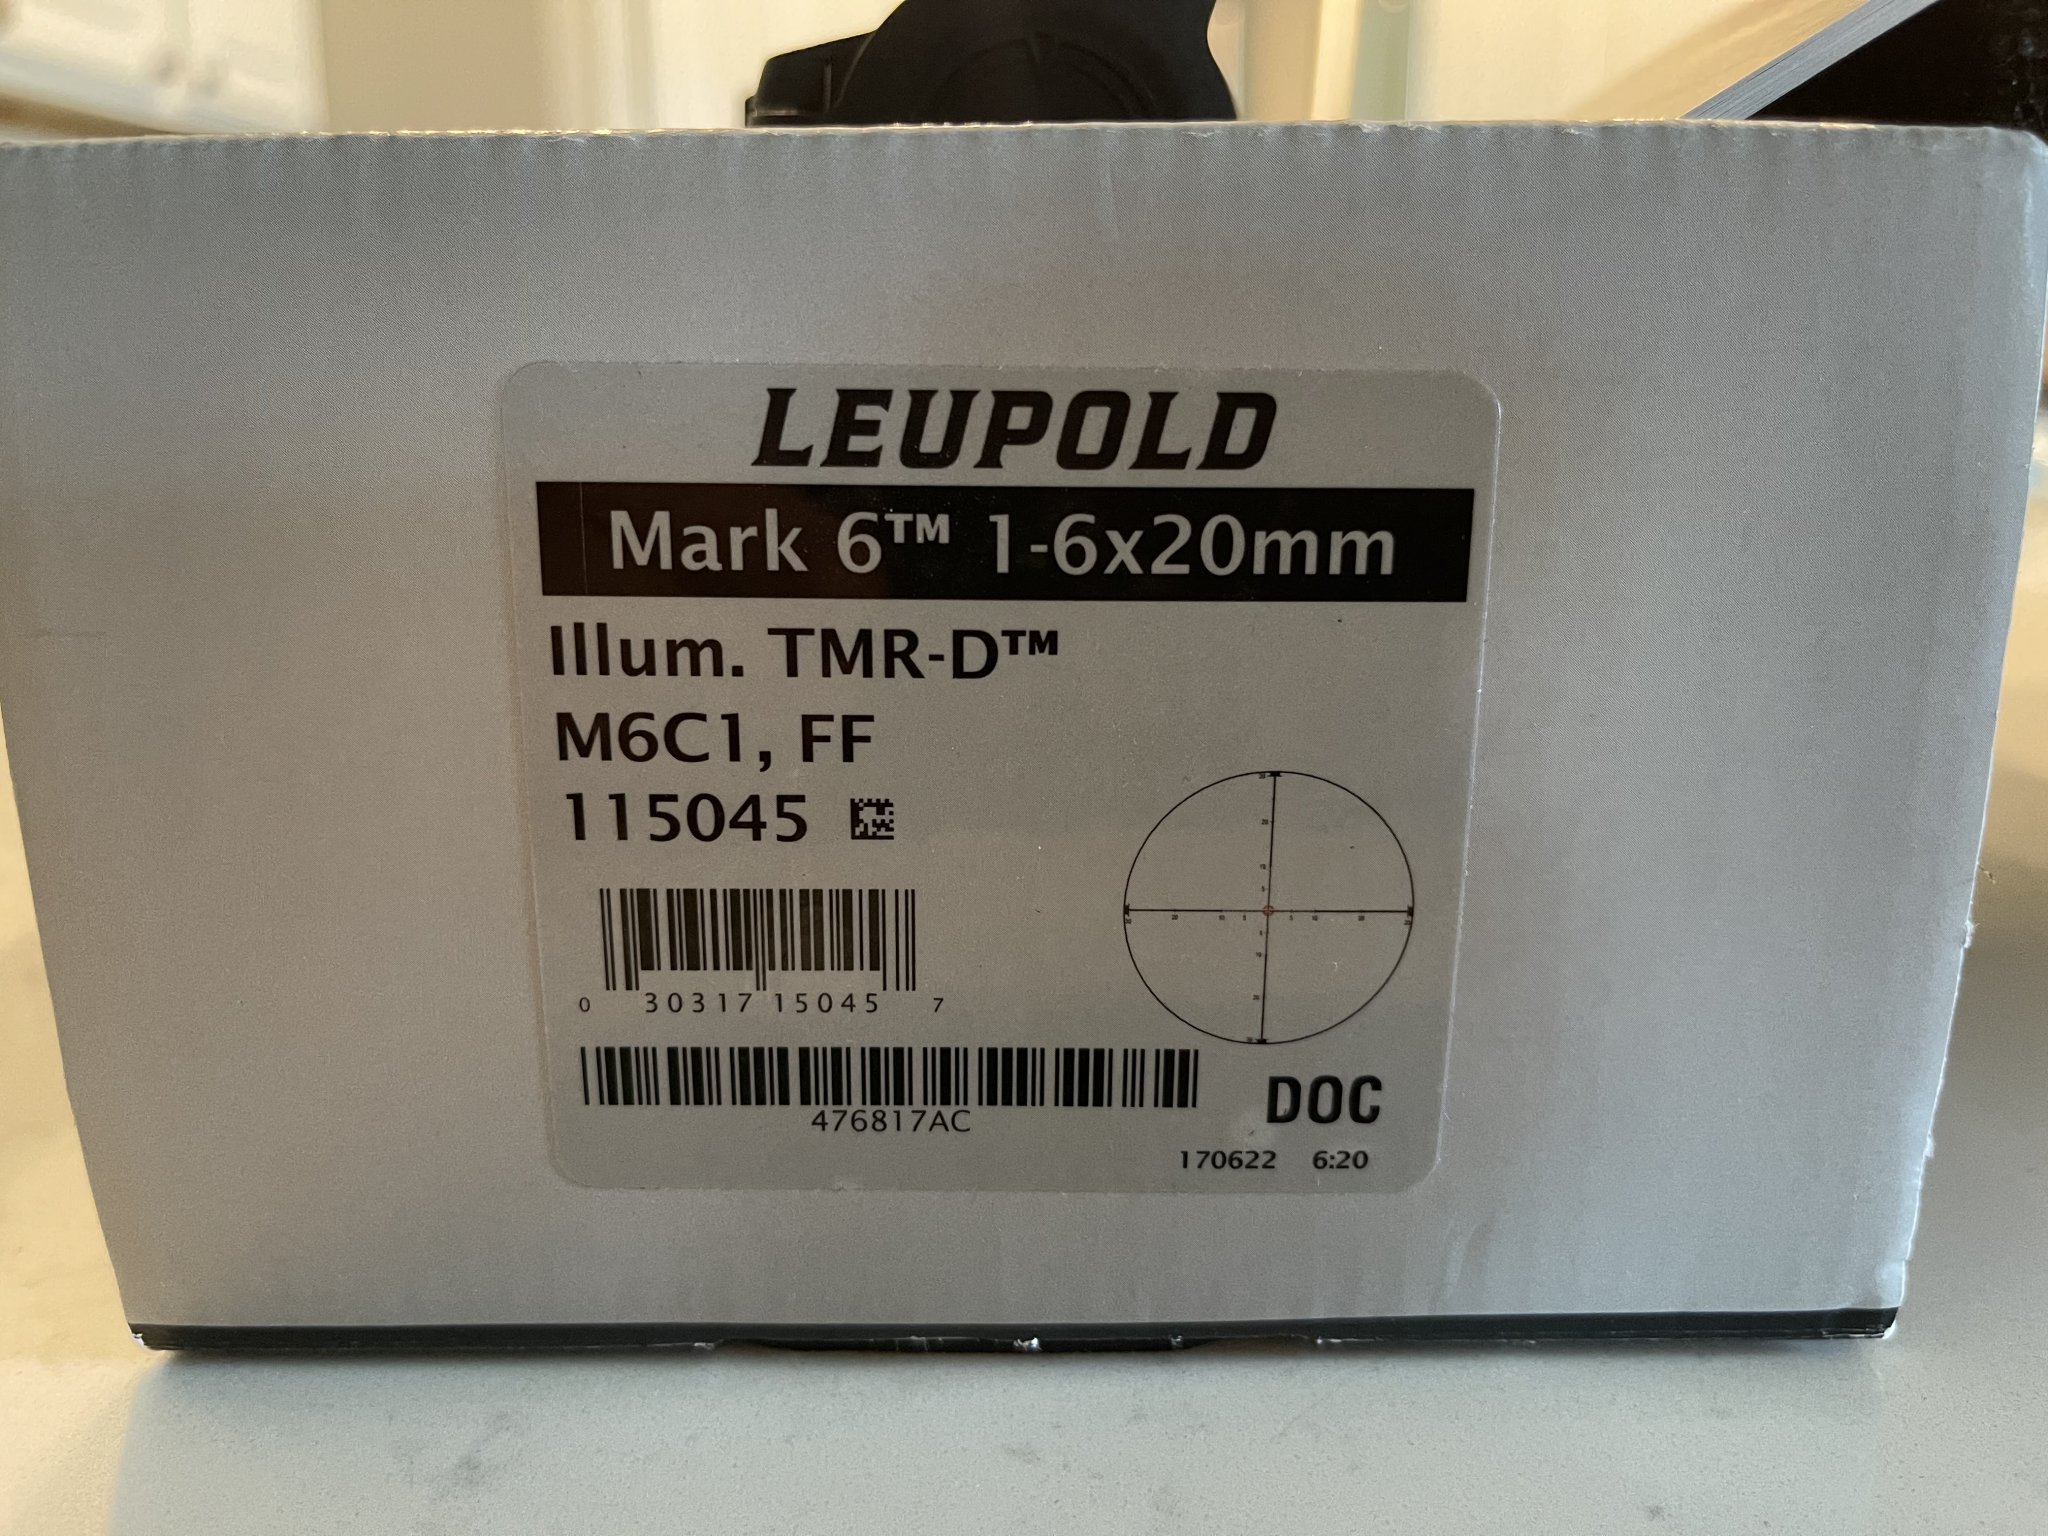 LEUPOLD
Mark 6™ 1-6x20mm
Illum. TMR-D™
M6C1, FF
115045
0 30317 15045 7
476817AC
DOC
170622 6:20